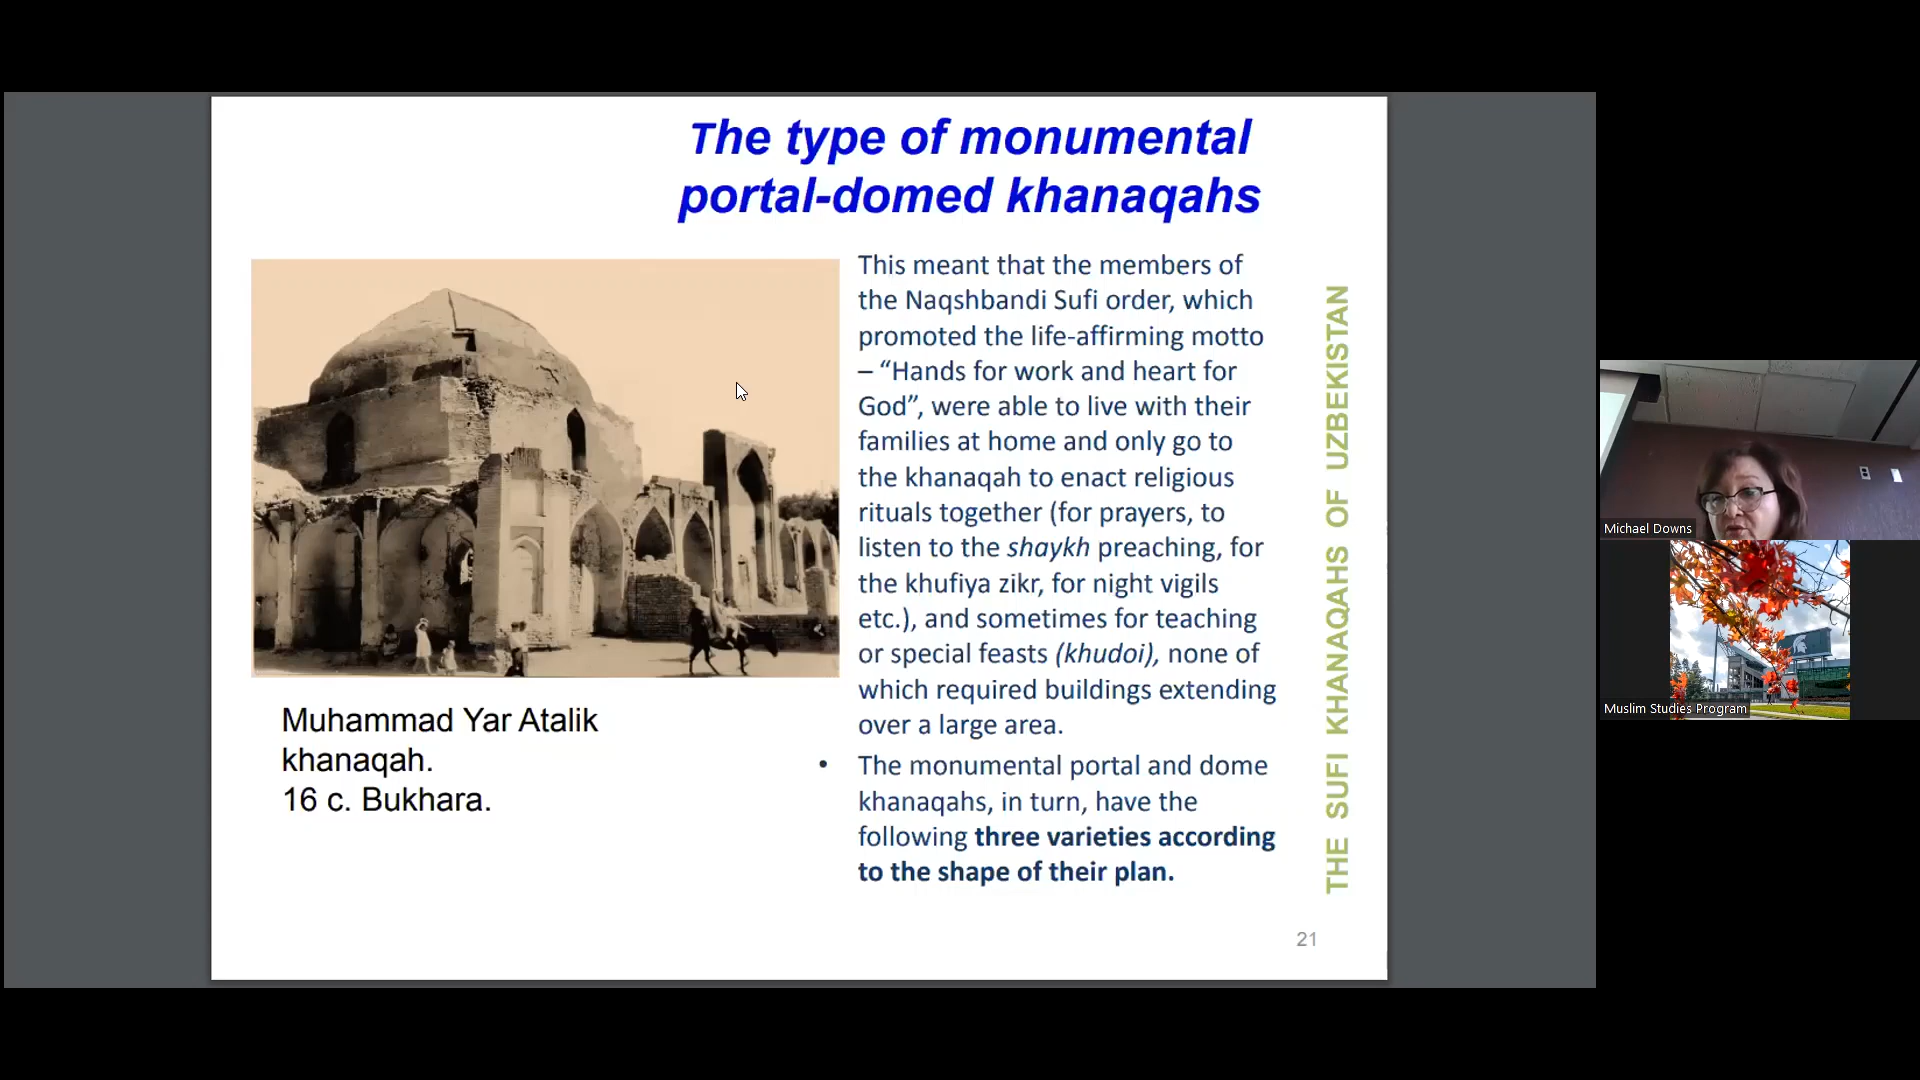 The type of monumental
portal-domed khanaqahs
This meant that the members of
the Naqshbandi Sufi order, which
promoted the life-affirming motto
– “Hands for work and heart for
God”, were able to live with their
families at home and only go to
the khanaqah to enact religious
rituals together (for prayers, to
listen to the shaykh preaching, for
the khufiya zikr, for night vigils
etc.), and sometimes for teaching
or special feasts (khudoi), none of
which required buildings extending
over a large area.
• The monumental portal and dome
khanaqahs, in turn, have the
following three varieties according
to the shape of their plan.
Muhammad Yar Atalik
khanaqah.
16 c. Bukhara.
THE SUFI KHANAQAHS OF UZBEKISTAN
21
Michael Downs
Muslim Studies Program